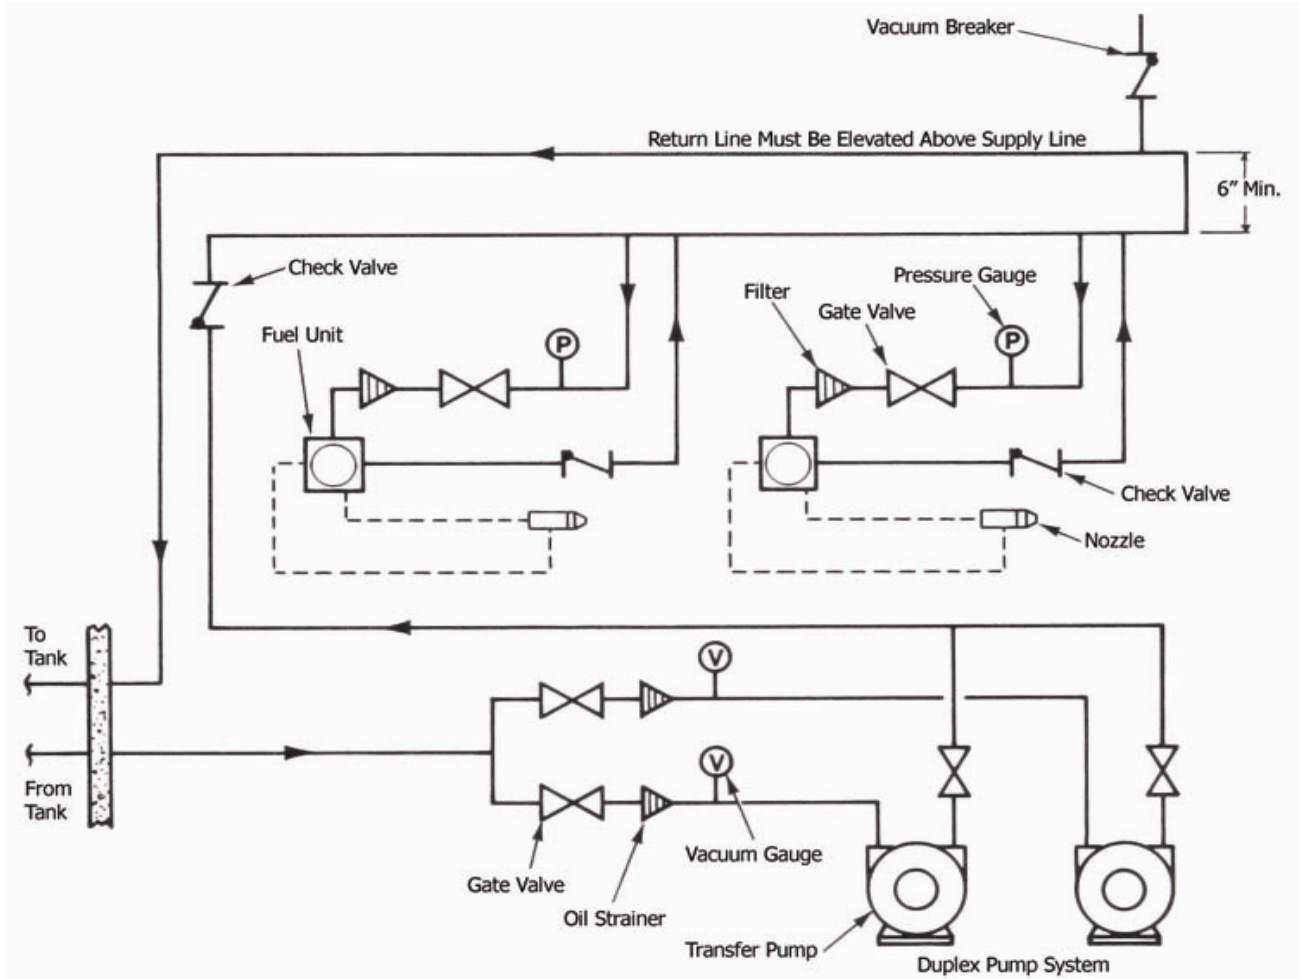 Vacuum Breaker
Return Line Must Be Elevated Above Supply Line
6" Min.
Check Valve
Pressure Gauge
Filter
Gate Valve
Fuel Unit
P
P
Check Valve
Nozzle
To
Tank
V
V
From
Tank
Vacuum Gauge
Gate Valve
Oil Strainer
Transfer Pump
Duplex Pump System